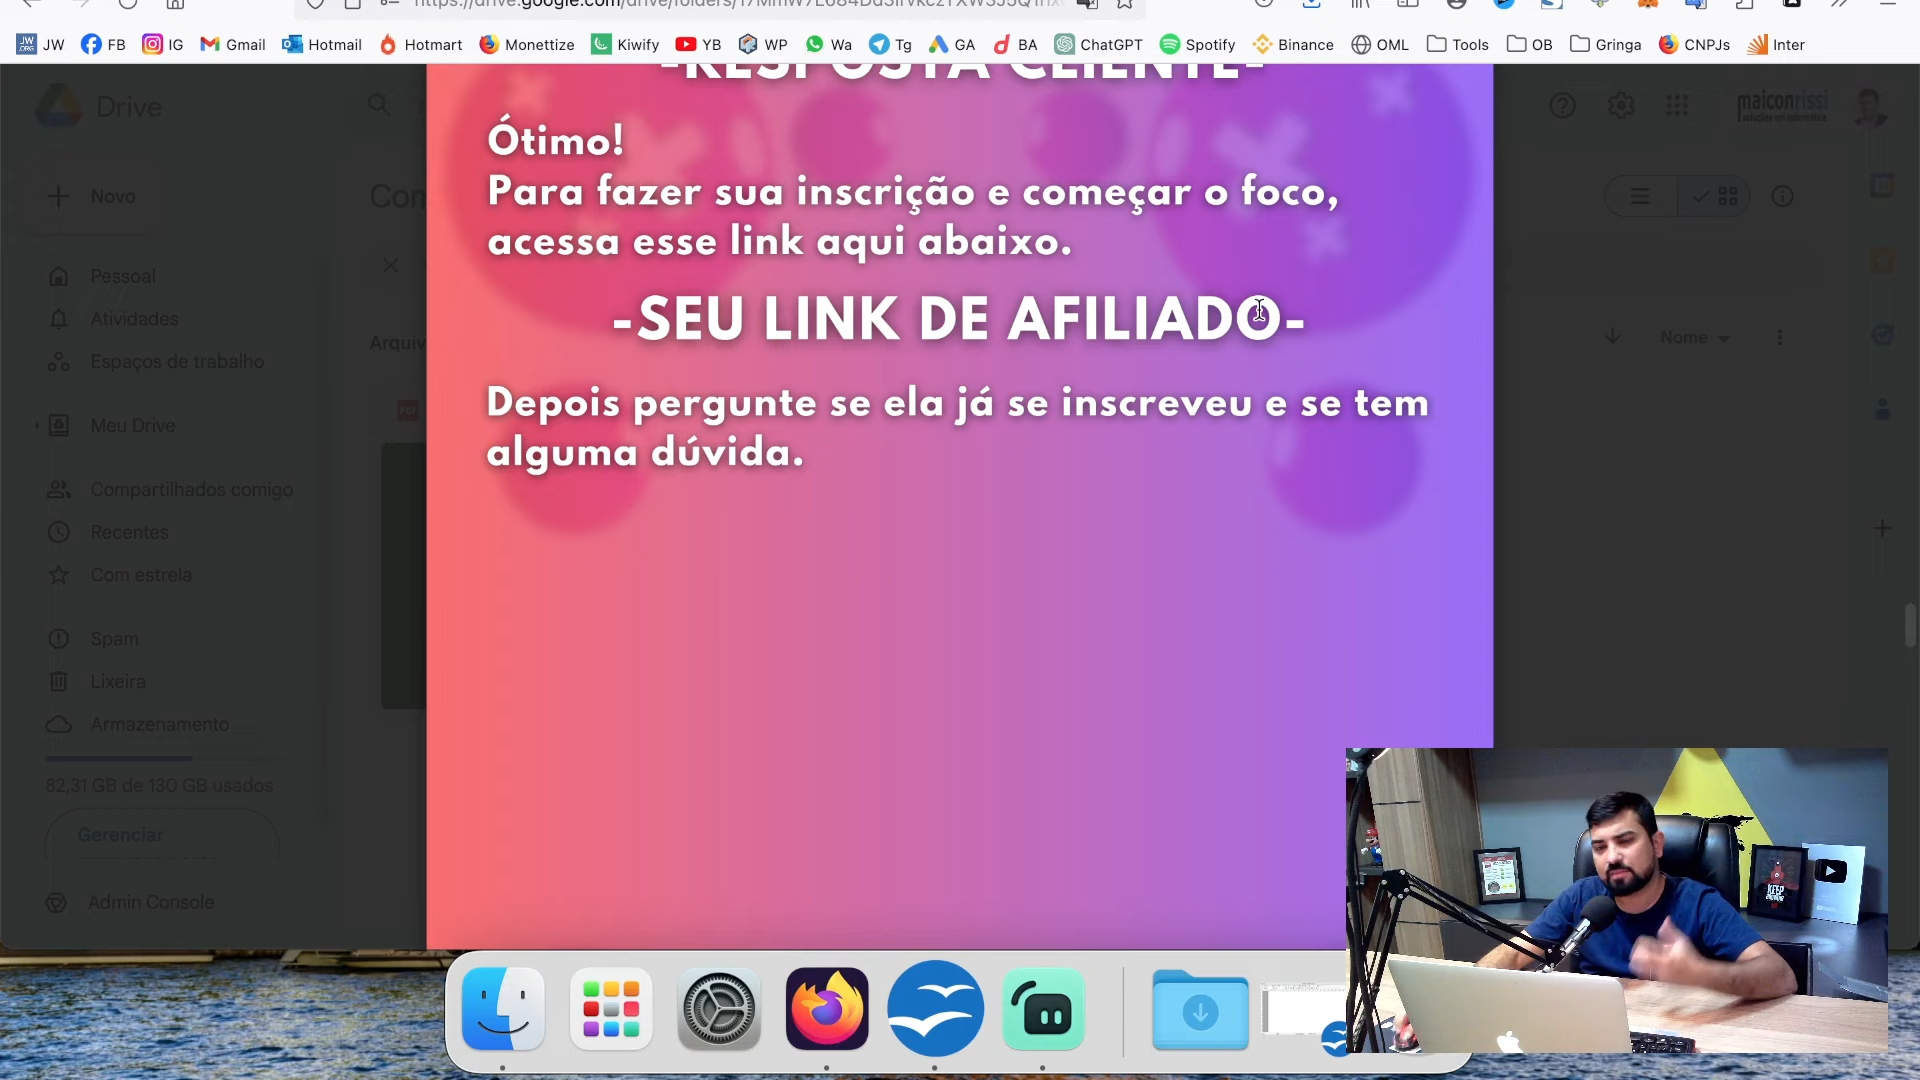 JW
FB
IG
Gmail
Hotmail
Hotmart
Monettize
Kiwify
YB
WP
Wa
Tg
GA
BA
ChatGPT
Spotify
Binance
OML
Tools
OB
Gringa
CNPJs
Inter
Drive
maiconrissi
Novo
Pessoal
Atividades
Espaços de trabalho
Meu Drive
Compartilhados comigo
Recentes
Com estrela
Spam
Lixeira
Armazenamento
82,31 GB de 130 GB usados
Gerenciar
Admin Console
Nome
PDF
-RESPOSTA CLIENTE-
Ótimo!
Para fazer sua inscrição e começar o foco,
acessa esse link aqui abaixo.
-SEU LINK DE AFILIADO-
Depois pergunte se ela já se inscreveu e se tem
alguma dúvida.